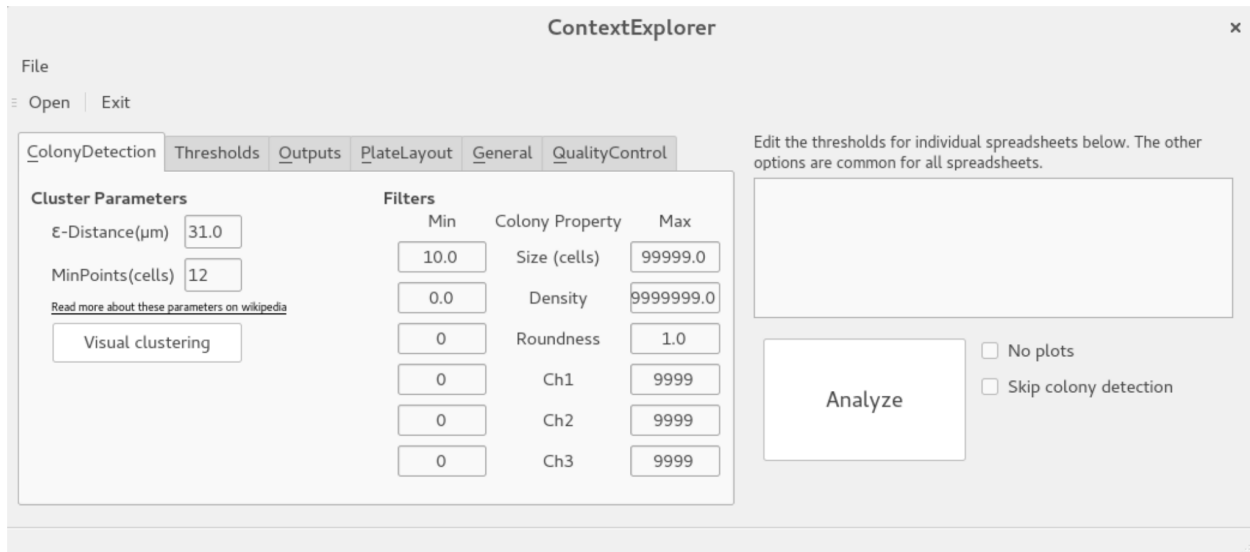 ContextExplorer ×
File
Open Exit
ColonyDetection Thresholds Outputs PlateLayout General QualityControl
Edit the thresholds for individual spreadsheets below. The other
options are common for all spreadsheets.
Cluster Parameters
ε-Distance(µm) 31.0
MinPoints(cells) 12
Read more about these parameters on wikipedia
Visual clustering
Filters
Min Colony Property Max
10.0 Size (cells) 99999.0
0.0 Density 9999999.0
0 Roundness 1.0
0 Ch1 9999
0 Ch2 9999
0 Ch3 9999
Analyze
No plots
Skip colony detection